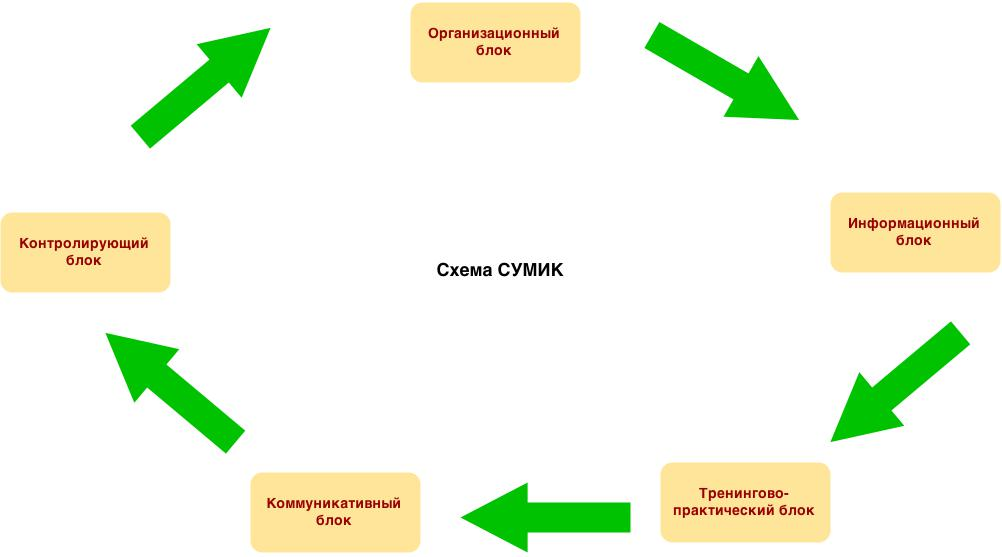 Организационный
блок
Информационный
блок
Контролирующий
блок
Схема СУМИК
Тренингово-
практический блок
Коммуникативный
блок